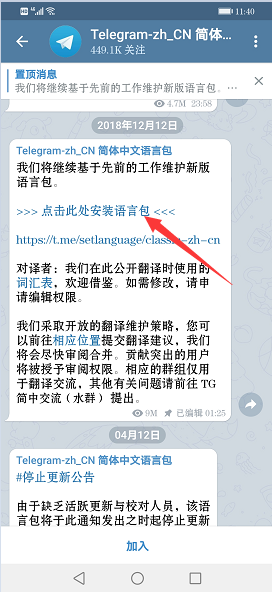 11:40
Telegram-zh_CN 简体中...
449.1K 关注
置顶消息
我们将继续基于先前的工作维护新版语言包。...
4.7M 23:58
2018年12月12日
Telegram-zh_CN 简体中文语言包
我们将继续基于先前的工作维护新版
语言包。
>>> 点击此处安装语言包 <<<
https://t.me/setlanguage/classic-zh-cn
对译者：我们在此公开翻译时使用的
词汇表，欢迎借鉴。如需修改，请申
请编辑权限。
我们采取开放的翻译维护策略，您可
以前往相应位置提交翻译建议，我们
将会尽快审阅合并。贡献突出的用户
将被授予审阅权限。相应的群组仅用
于翻译交流，其他有关问题请前往 TG
简中交流（水群） 提出。
9M 已编辑 01:25
04月12日
Telegram-zh_CN 简体中文语言包
#停止更新公告
由于缺乏活跃更新与校对人员，该语
言包将于此通知发出之时起停止更新
加入